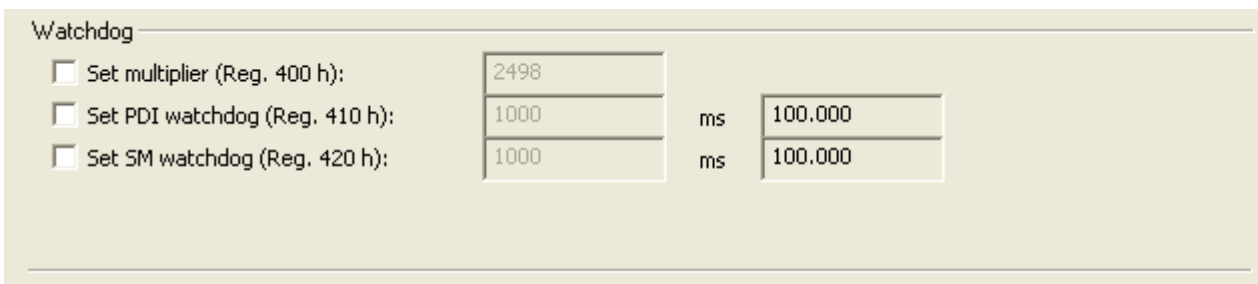 Watchdog
Set multiplier (Reg. 400 h): 2498
Set PDI watchdog (Reg. 410 h): 1000 ms 100.000
Set SM watchdog (Reg. 420 h): 1000 ms 100.000